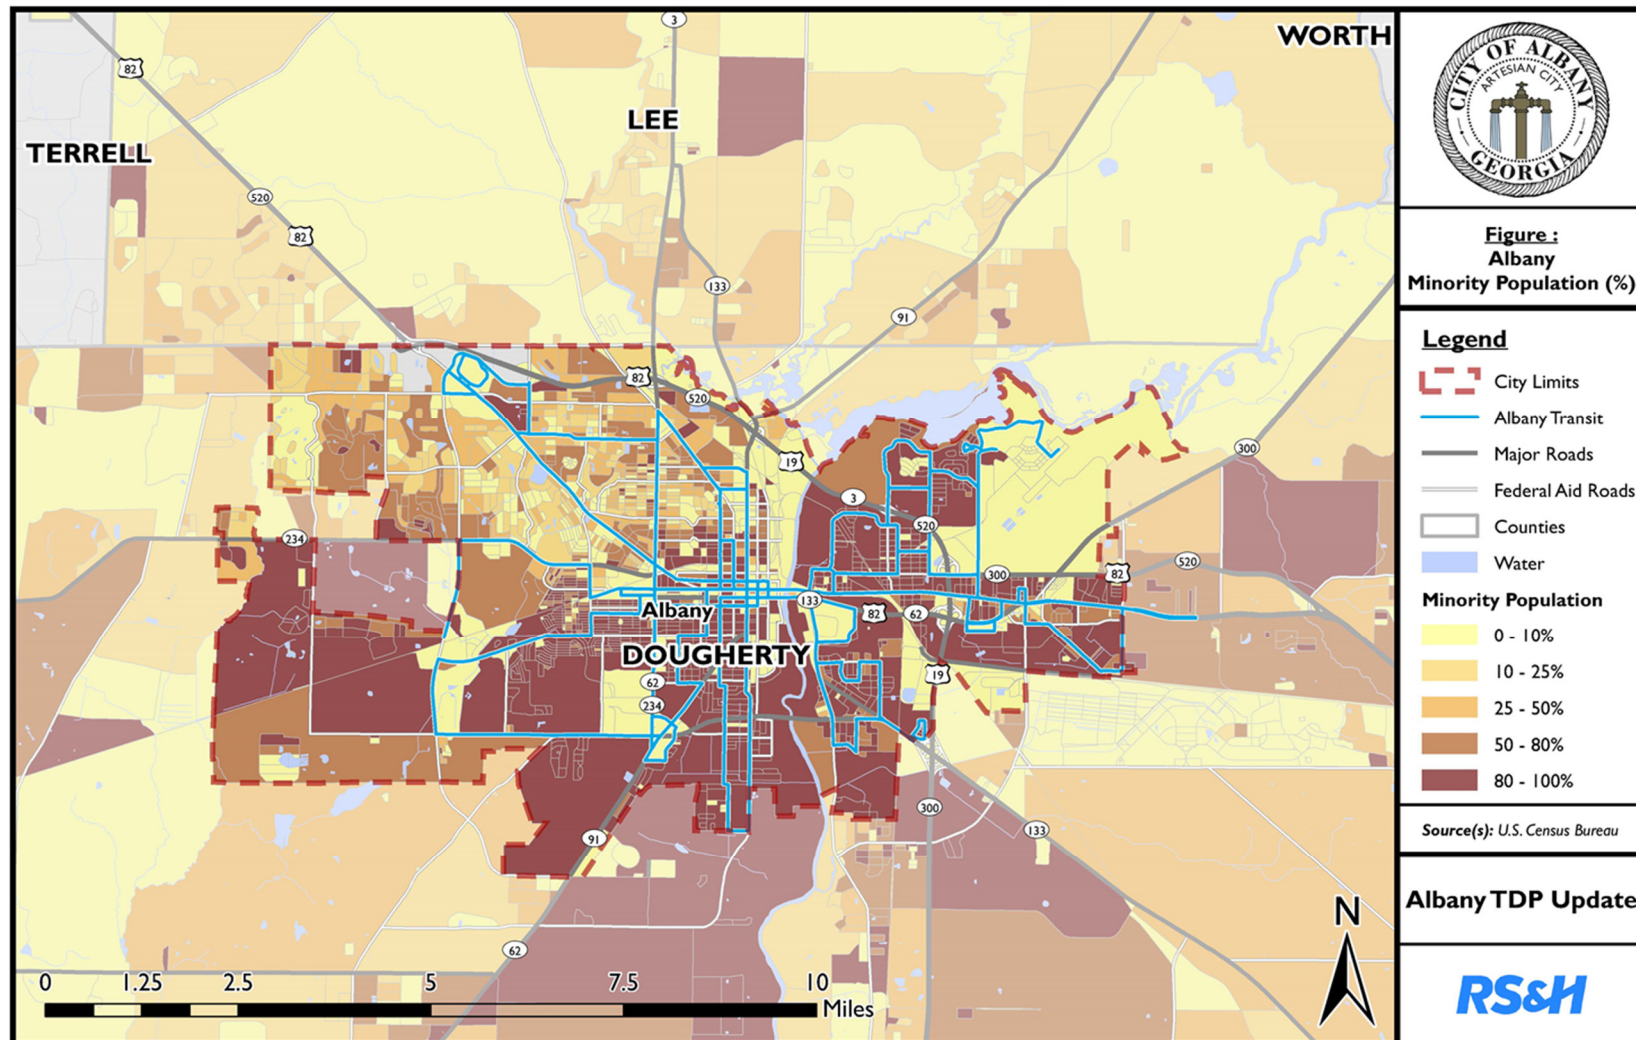 WORTH
LEE
TERRELL
3
82
520
82
133
91
82
520
19
300
3
520
234
300
82
520
133
82
62
Albany
DOUGHERTY
62
19
234
300
133
91
62
0 1.25 2.5 5 7.5 10
Miles
N
CITY OF ALBANY
ARTESIAN CITY
GEORGIA
Figure :
Albany
Minority Population (%)
Legend
City Limits
Albany Transit
Major Roads
Federal Aid Roads
Counties
Water
Minority Population
0 - 10%
10 - 25%
25 - 50%
50 - 80%
80 - 100%
Source(s): U.S. Census Bureau
Albany TDP Update
RS&H